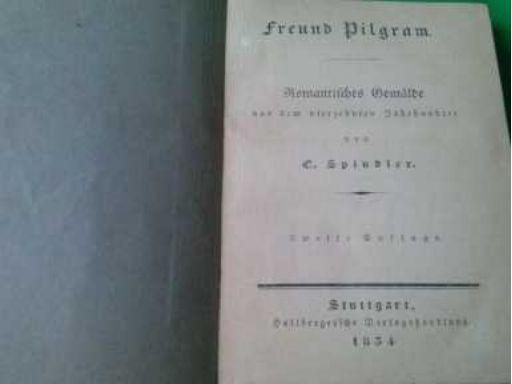 Freund Pilgram.
Romantisches Gemälde
aus dem vierzehnten Jahrhundert
von
C. Spindler.
Zweite Auflage.
Stuttgart,
Hallbergersche Verlagshandlung.
1834